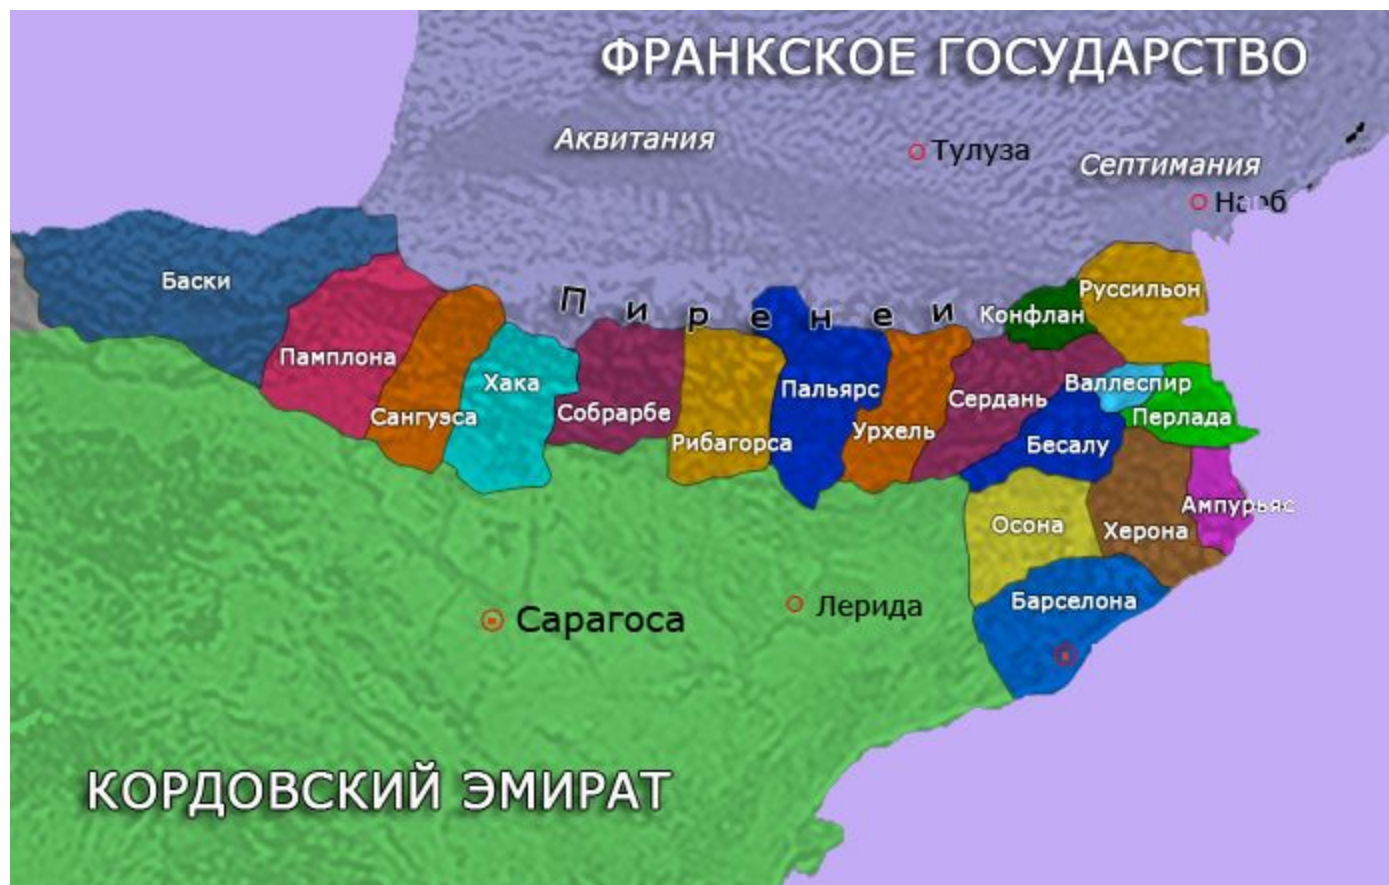 ФРАНКСКОЕ ГОСУДАРСТВО
Аквитания
Тулуза
Септимания
Баски
Пиренеи
Конфлан
Руссильон
Памплона
Сангуэса
Хака
Собрарбе
Рибагорса
Пальярс
Урхель
Сердань
Валлеспир
Перлада
Бесалу
Осона
Херона
Ампурьяс
Барселона
Сарагоса
Лерида
КОРДОВСКИЙ ЭМИРАТ